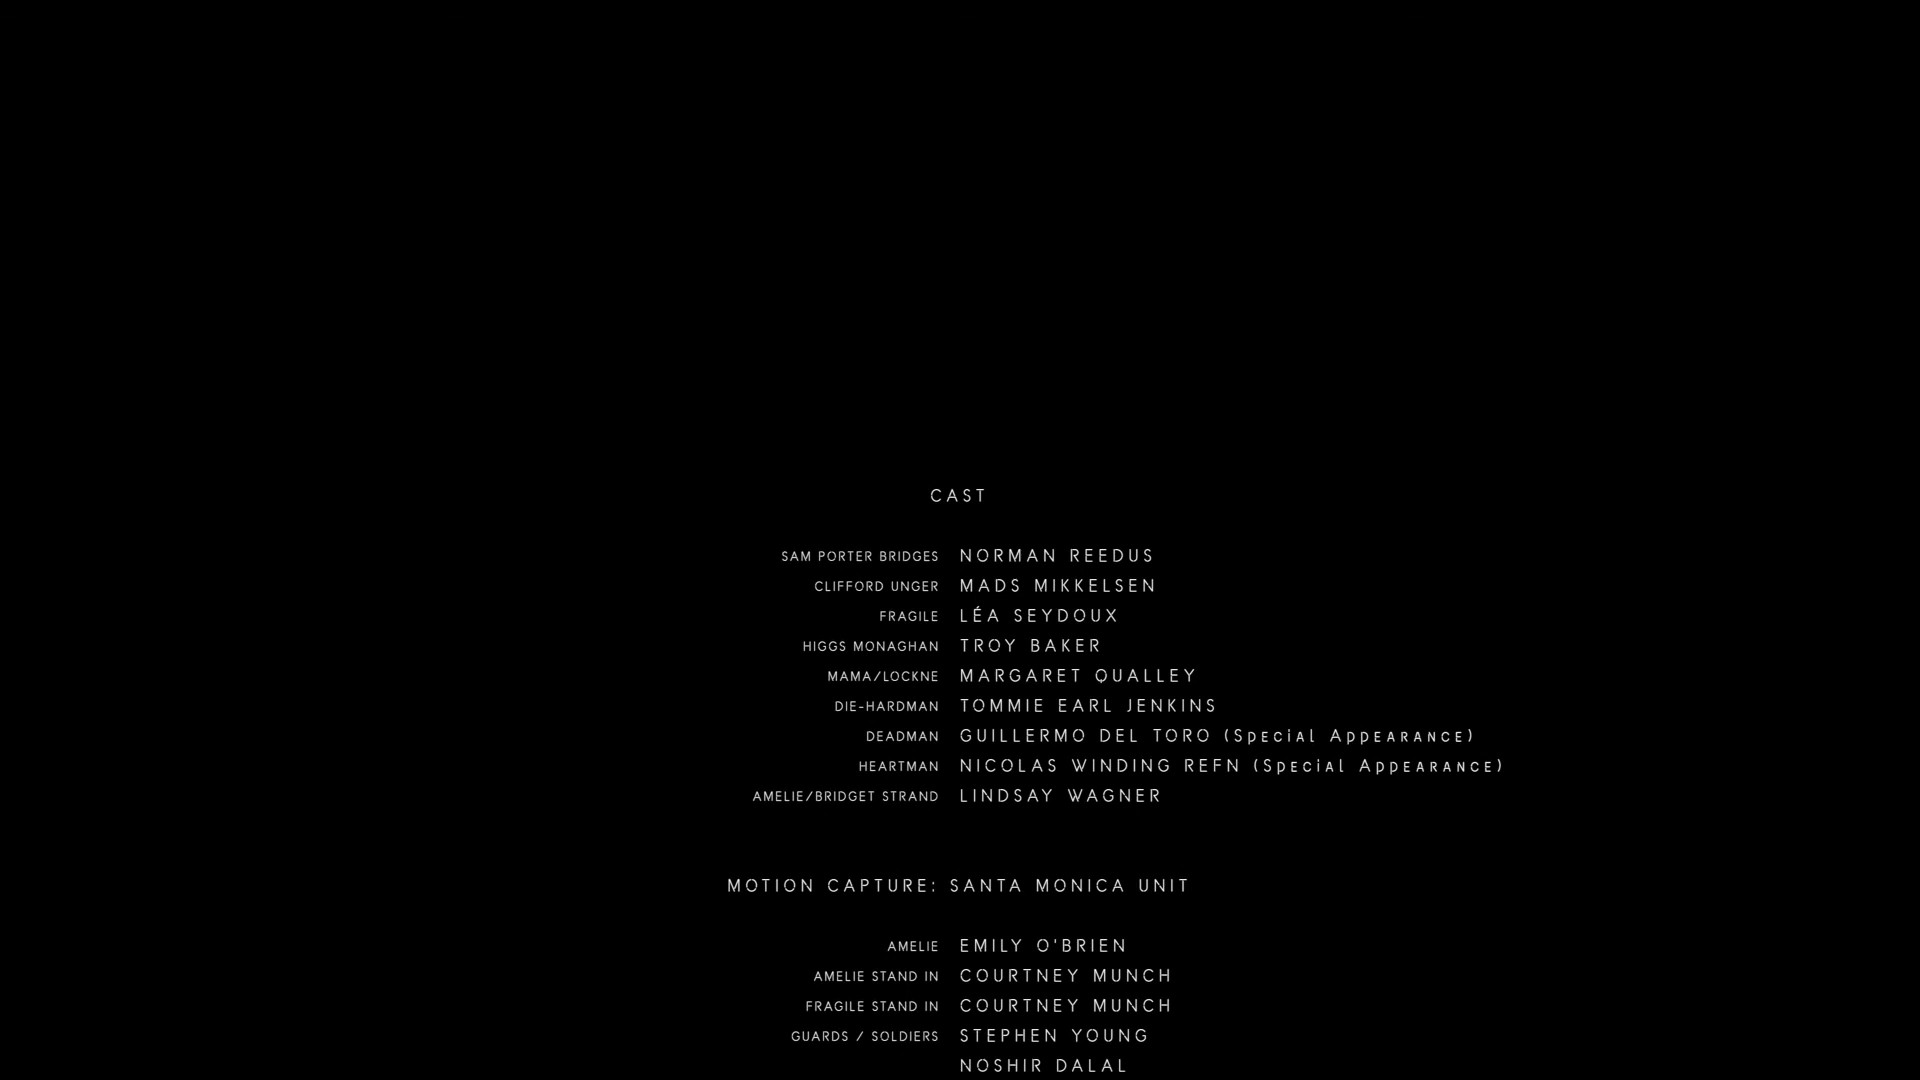 CAST
SAM PORTER BRIDGES NORMAN REEDUS
CLIFFORD UNGER MADS MIKKELSEN
FRAGILE LÉA SEYDOUX
HIGGS MONAGHAN TROY BAKER
MAMA/LOCKNE MARGARET QUALLEY
DIE-HARDMAN TOMMIE EARL JENKINS
DEADMAN GUILLERMO DEL TORO (Special Appearance)
HEARTMAN NICOLAS WINDING REFN (Special Appearance)
AMELIE/BRIDGET STRAND LINDSAY WAGNER
MOTION CAPTURE: SANTA MONICA UNIT
AMELIE EMILY O'BRIEN
AMELIE STAND IN COURTNEY MUNCH
FRAGILE STAND IN COURTNEY MUNCH
GUARDS / SOLDIERS STEPHEN YOUNG
NOSHIR DALAL